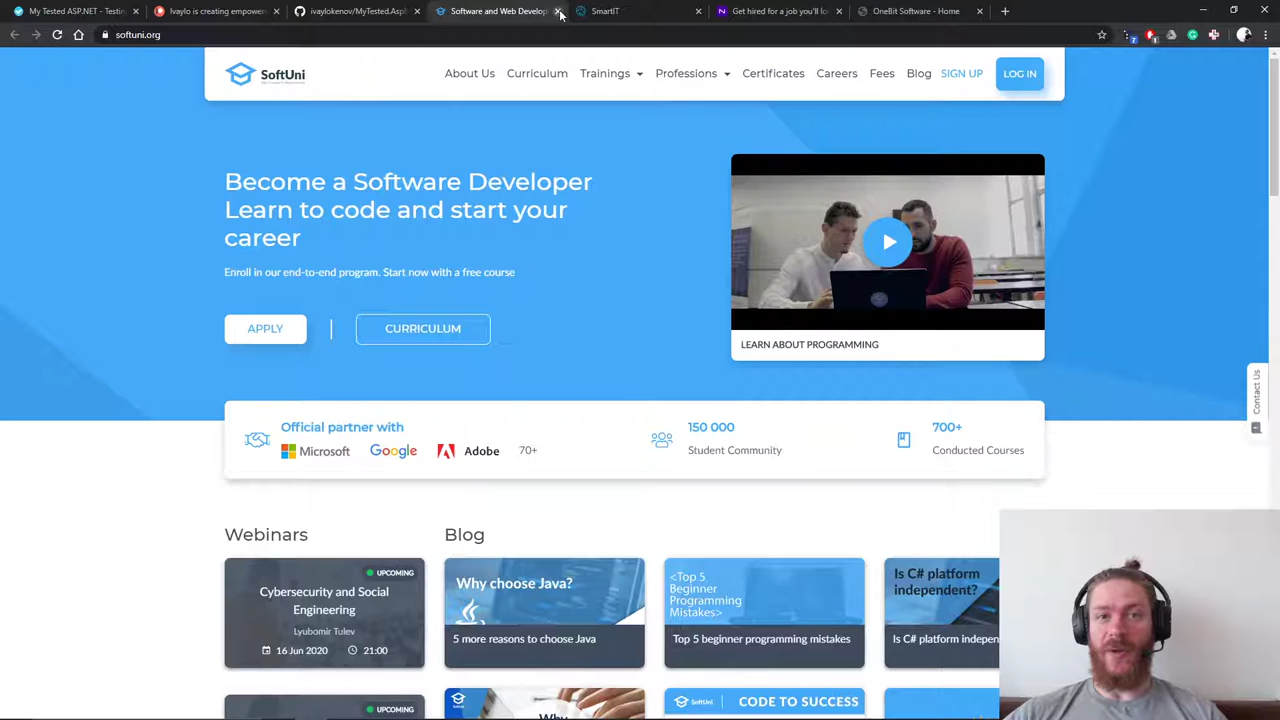 My Tested ASP.NET - Testin
Ivaylo is creating empower
ivaylokenov/MyTested.AspN
Software and Web Develop
SmartIT
Get hired for a job you'll lo
OneBit Software - Home
softuni.org
SoftUni
About Us
Curriculum
Trainings
Professions
Certificates
Careers
Fees
Blog
SIGN UP
LOG IN
Become a Software Developer
Learn to code and start your
career
Enroll in our end-to-end program. Start now with a free course
APPLY
CURRICULUM
LEARN ABOUT PROGRAMMING
Contact Us
Official partner with
Microsoft
Google
Adobe
70+
150 000
Student Community
700+
Conducted Courses
Webinars
Blog
UPCOMING
Cybersecurity and Social
Engineering
Lyubomir Tulev
16 Jun 2020
21:00
Why choose Java?
5 more reasons to choose Java
<Top 5
Beginner
Programming
Mistakes>
Top 5 beginner programming mistakes
Is C# platform
independent?
Is C# platform indepen
UPCOMING
Why
SoftUni
CODE TO SUCCESS